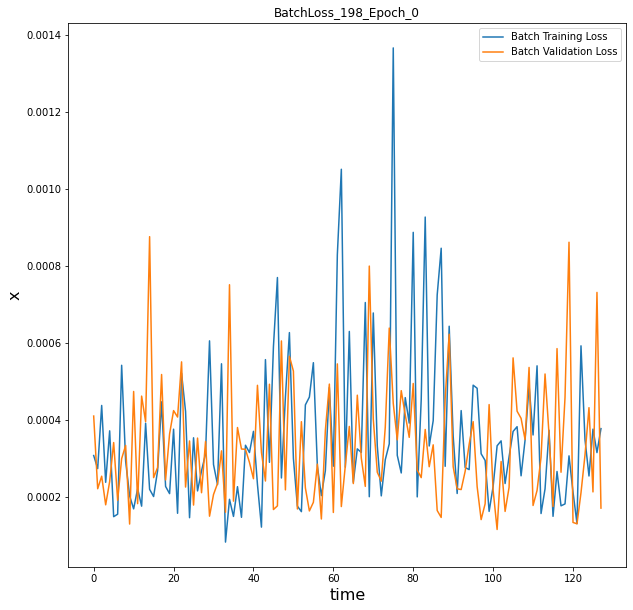 BatchLoss_198_Epoch_0
Batch Training Loss
Batch Validation Loss
0.0014
0.0012
0.0010
0.0008
0.0006
0.0004
0.0002
x
0 20 40 60 80 100 120
time